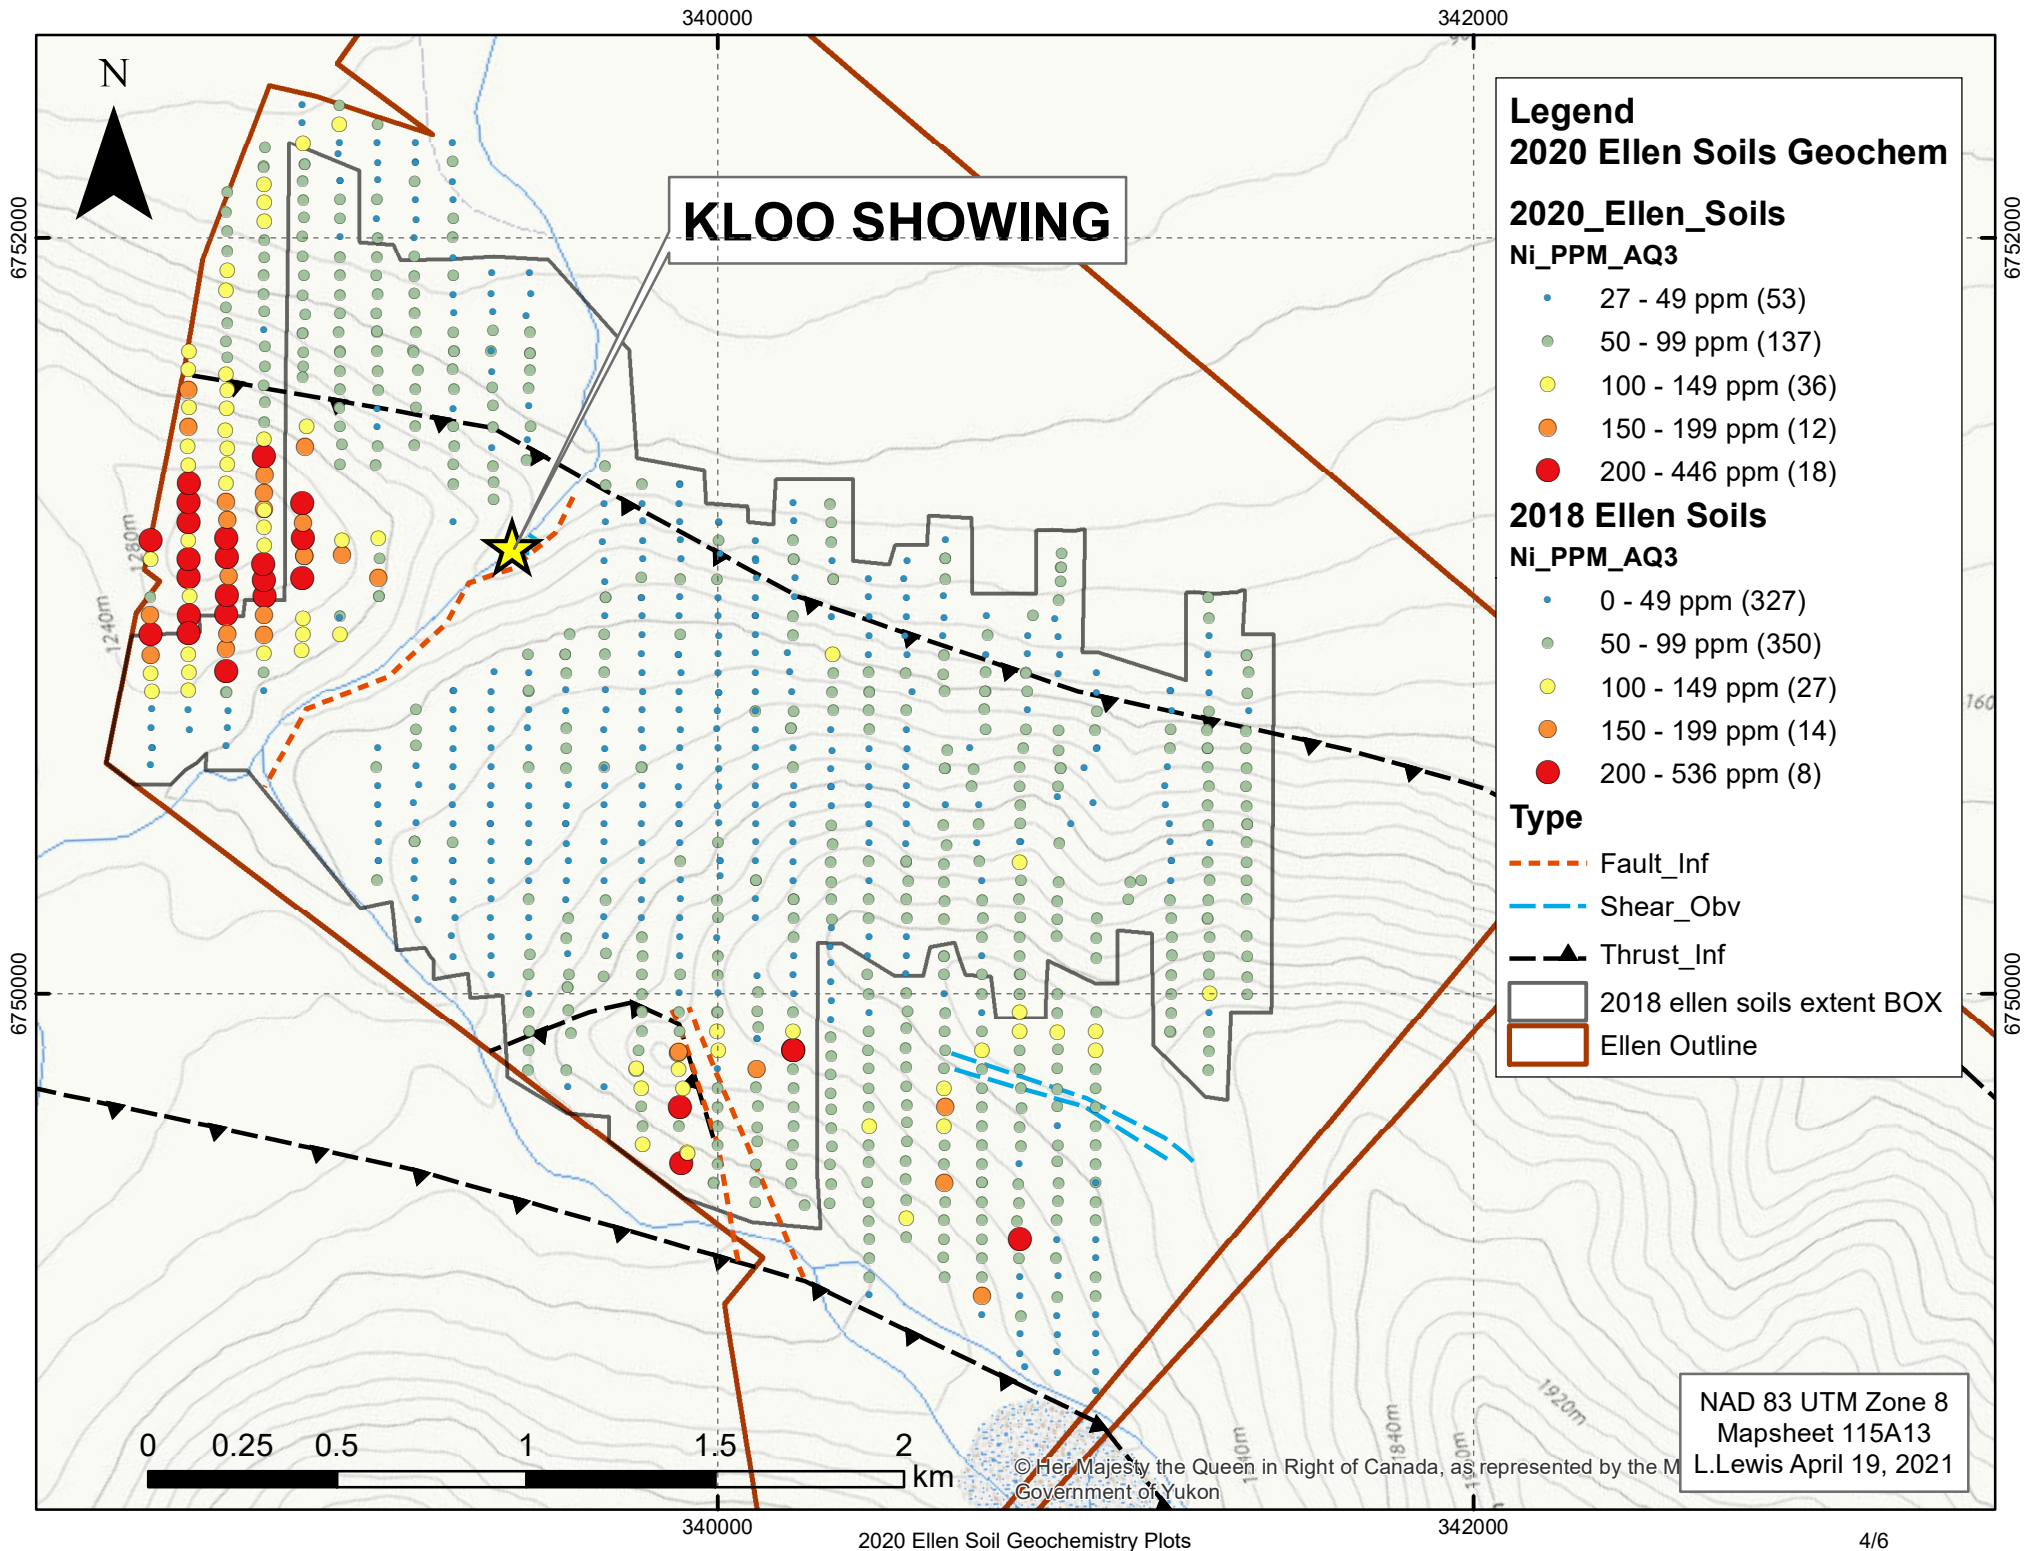 340000
342000
N
6752000
6752000
KLOO SHOWING
Legend
2020 Ellen Soils Geochem
2020_Ellen_Soils
Ni_PPM_AQ3
27 - 49 ppm (53)
50 - 99 ppm (137)
100 - 149 ppm (36)
150 - 199 ppm (12)
200 - 446 ppm (18)
2018 Ellen Soils
Ni_PPM_AQ3
0 - 49 ppm (327)
50 - 99 ppm (350)
100 - 149 ppm (27)
150 - 199 ppm (14)
200 - 536 ppm (8)
Type
Fault_Inf
Shear_Obv
Thrust_Inf
2018 ellen soils extent BOX
Ellen Outline
1280m
1240m
6750000
6750000
1920m
1840m
0 0.25 0.5 1 1.5 2
km
© Her Majesty the Queen in Right of Canada, as represented by the M
Government of Yukon
NAD 83 UTM Zone 8
Mapsheet 115A13
L.Lewis April 19, 2021
340000
342000
2020 Ellen Soil Geochemistry Plots
4/6